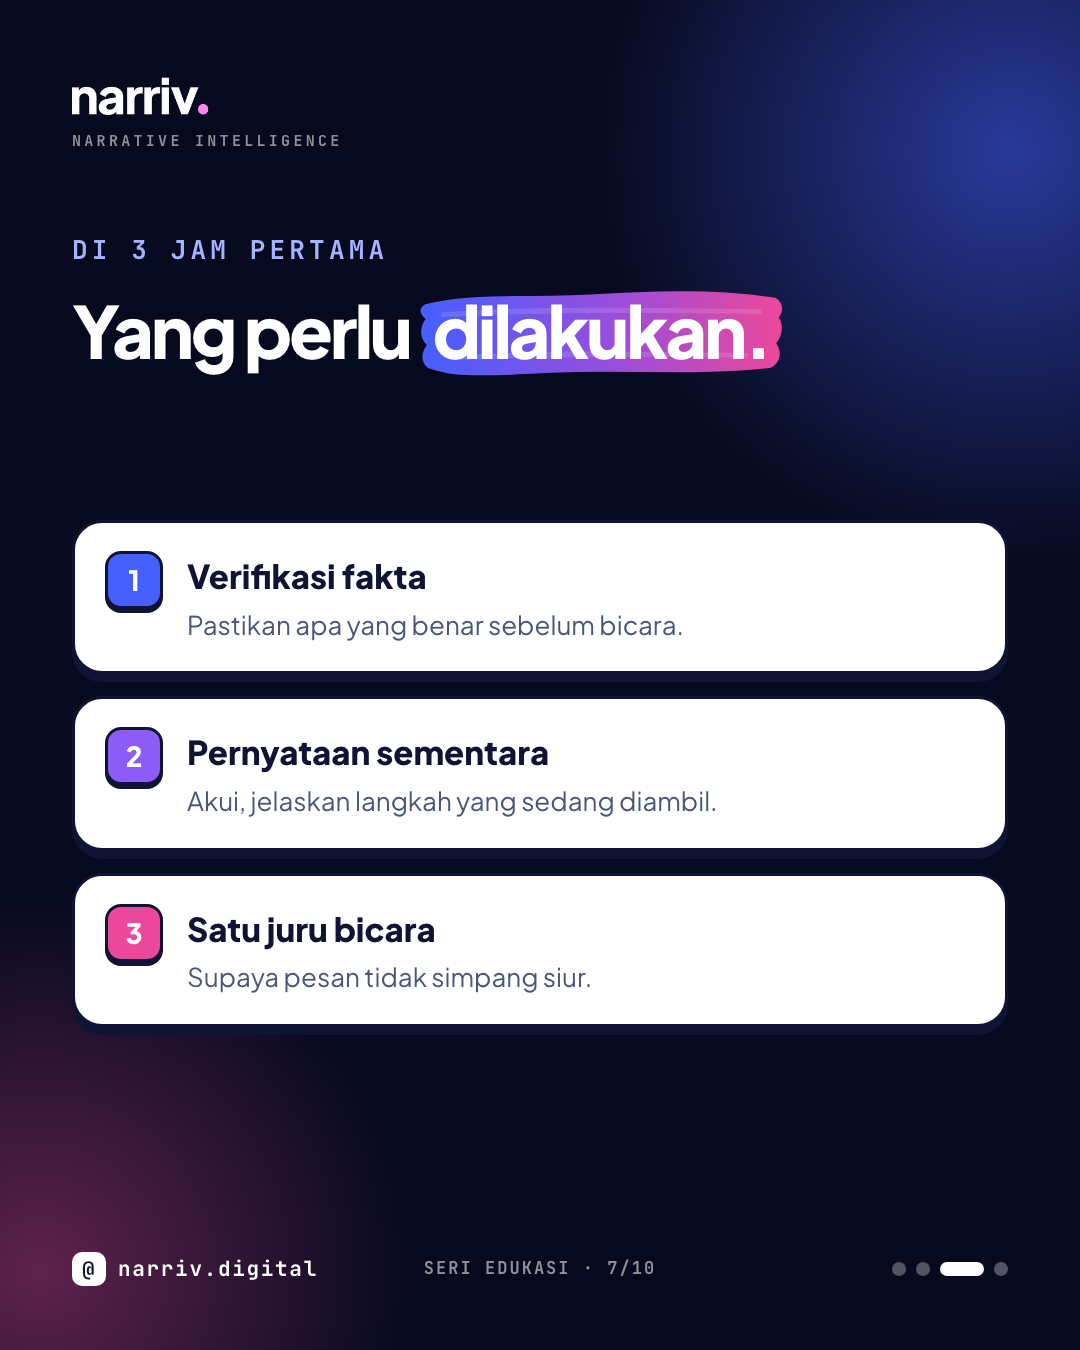 narriv.
NARRATIVE INTELLIGENCE
DI 3 JAM PERTAMA
Yang perlu dilakukan.
1
Verifikasi fakta
Pastikan apa yang benar sebelum bicara.
2
Pernyataan sementara
Akui, jelaskan langkah yang sedang diambil.
3
Satu juru bicara
Supaya pesan tidak simpang siur.
@ narriv.digital
SERI EDUKASI · 7/10